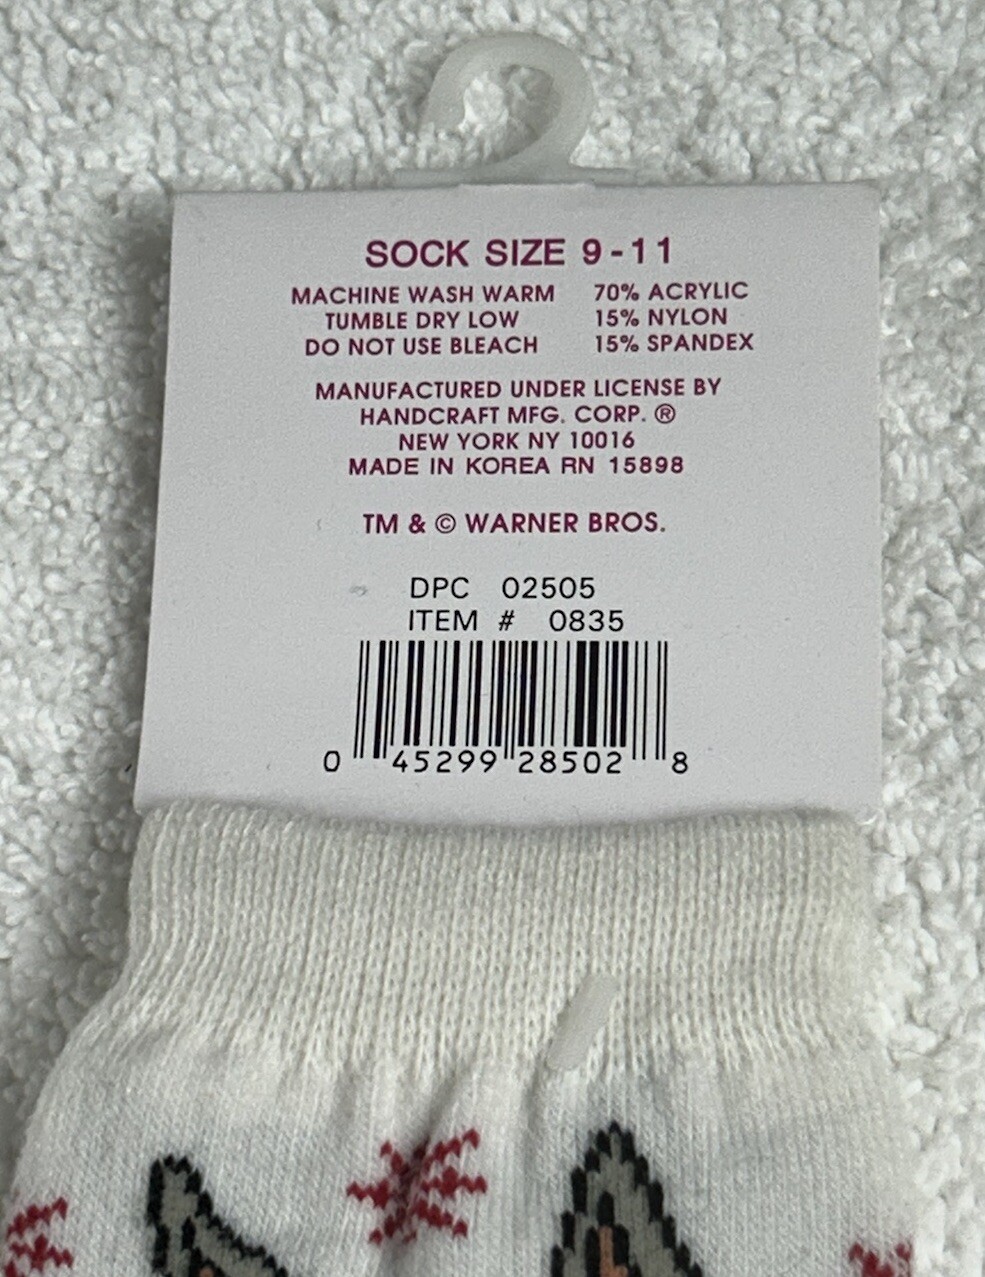 SOCK SIZE 9-11
MACHINE WASH WARM 70% ACRYLIC
TUMBLE DRY LOW 15% NYLON
DO NOT USE BLEACH 15% SPANDEX
MANUFACTURED UNDER LICENSE BY
HANDCRAFT MFG. CORP. ®
NEW YORK NY 10016
MADE IN KOREA RN 15898
TM & © WARNER BROS.
DPC 02505
ITEM # 0835
0 45299 28502 8